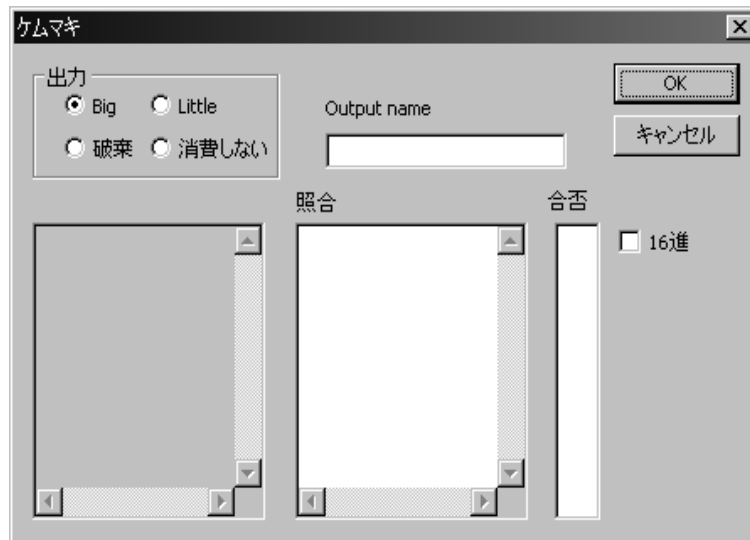 ケムマキ
出力
Big Little
破棄 消費しない
Output name
OK
キャンセル
照合 合否
16進